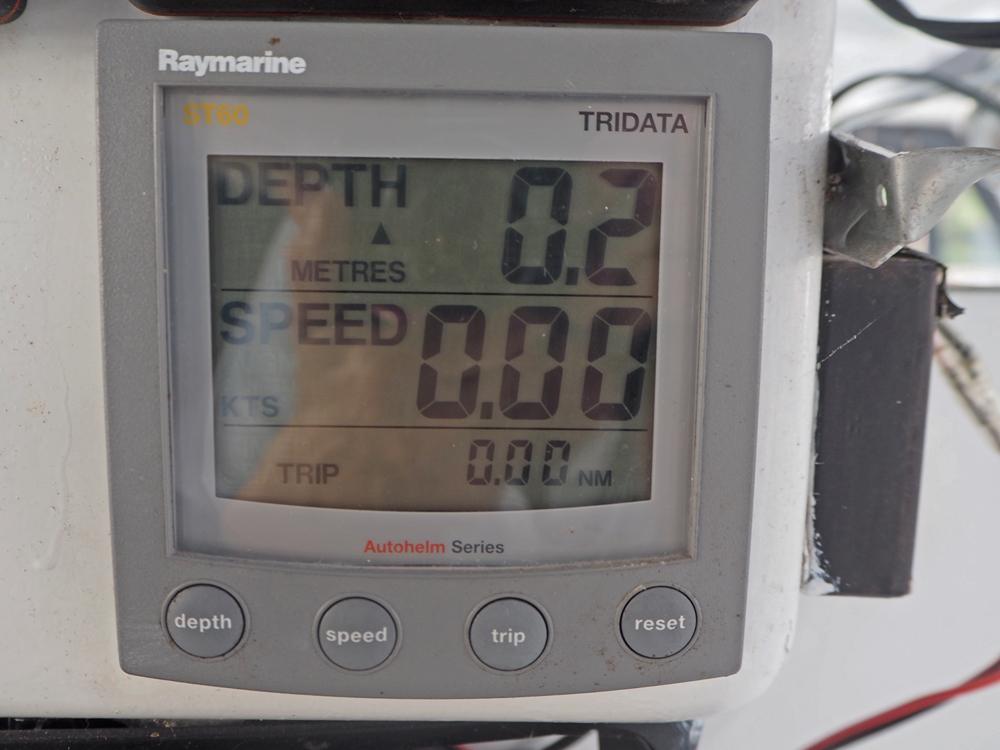 Raymarine
ST60 TRIDATA
DEPTH 0.2
METRES
SPEED 0.00
KTS
TRIP 0.00 NM
Autohelm Series
depth speed trip reset